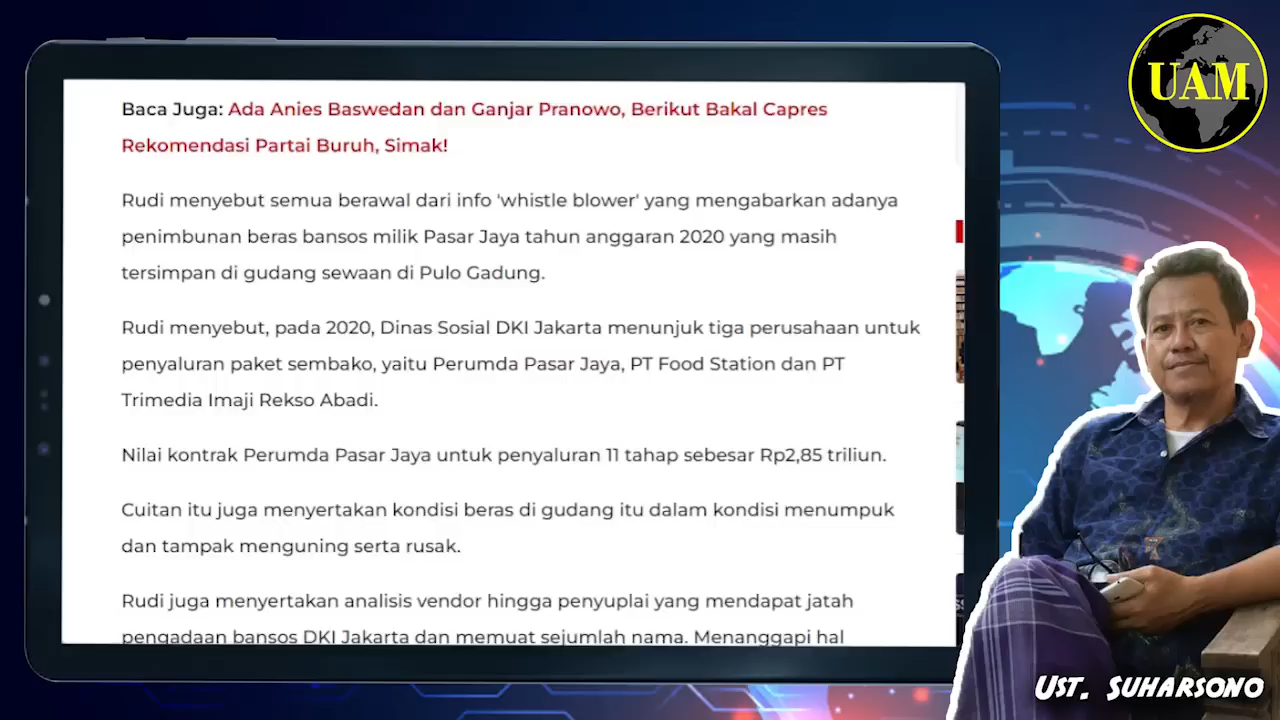 UAM
Baca Juga: Ada Anies Baswedan dan Ganjar Pranowo, Berikut Bakal Capres
Rekomendasi Partai Buruh, Simak!
Rudi menyebut semua berawal dari info 'whistle blower' yang mengabarkan adanya
penimbunan beras bansos milik Pasar Jaya tahun anggaran 2020 yang masih
tersimpan di gudang sewaan di Pulo Gadung.
Rudi menyebut, pada 2020, Dinas Sosial DKI Jakarta menunjuk tiga perusahaan untuk
penyaluran paket sembako, yaitu Perumda Pasar Jaya, PT Food Station dan PT
Trimedia Imaji Rekso Abadi.
Nilai kontrak Perumda Pasar Jaya untuk penyaluran 11 tahap sebesar Rp2,85 triliun.
Cuitan itu juga menyertakan kondisi beras di gudang itu dalam kondisi menumpuk
dan tampak menguning serta rusak.
Rudi juga menyertakan analisis vendor hingga penyuplai yang mendapat jatah
pengadaan bansos DKI Jakarta dan memuat sejumlah nama. Menanggapi hal
UST. SUHARSONO